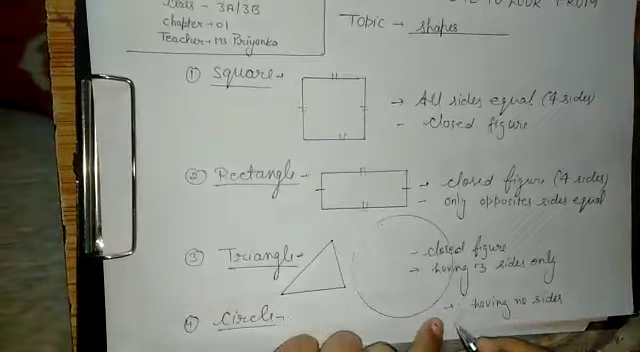 class - 3A/3B
chapter → 01
Teacher → Ms Priyanka
Topic → shapes
① Square →
→ All sides equal (4 sides)
- closed figure
② Rectangle -
→ closed figure (4 sides)
- only opposites sides equal
③ Triangle -
- closed figure
→ having 3 sides only
④ Circle -
→ having no sides